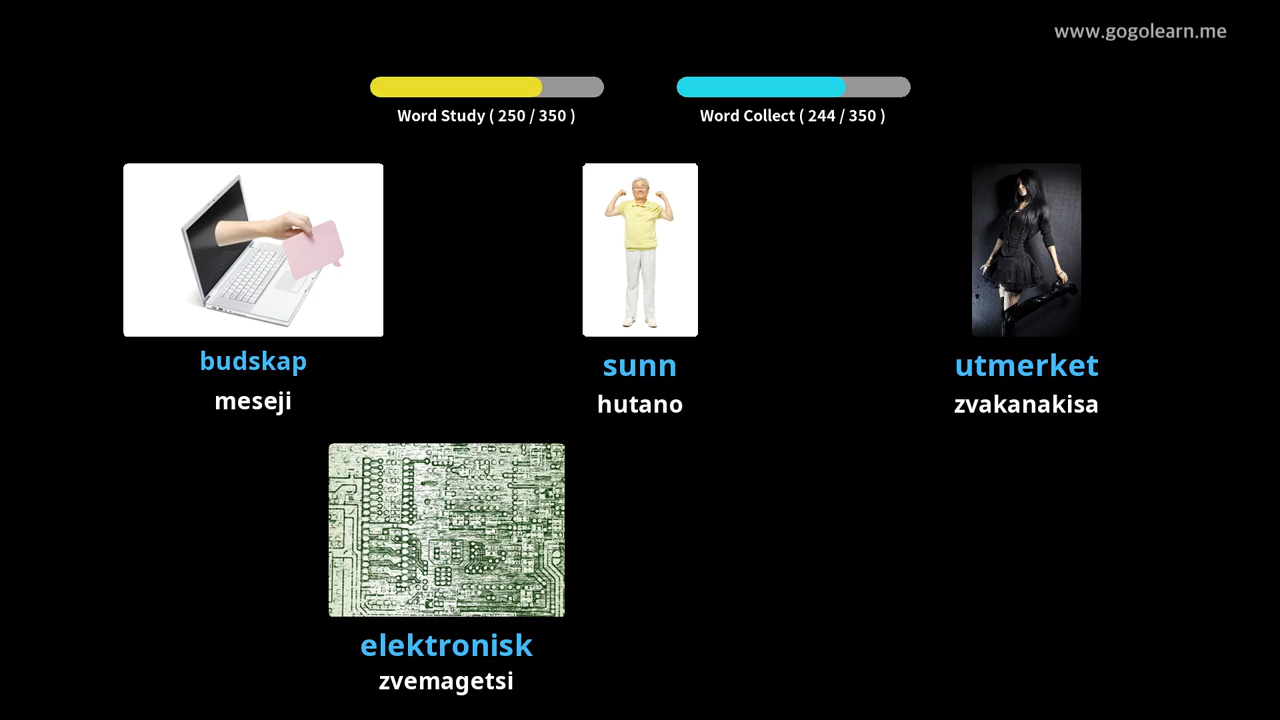 www.gogolearn.me
Word Study ( 250 / 350 )
Word Collect ( 244 / 350 )
budskap
meseji
sunn
hutano
utmerket
zvakanakisa
elektronisk
zvemagetsi